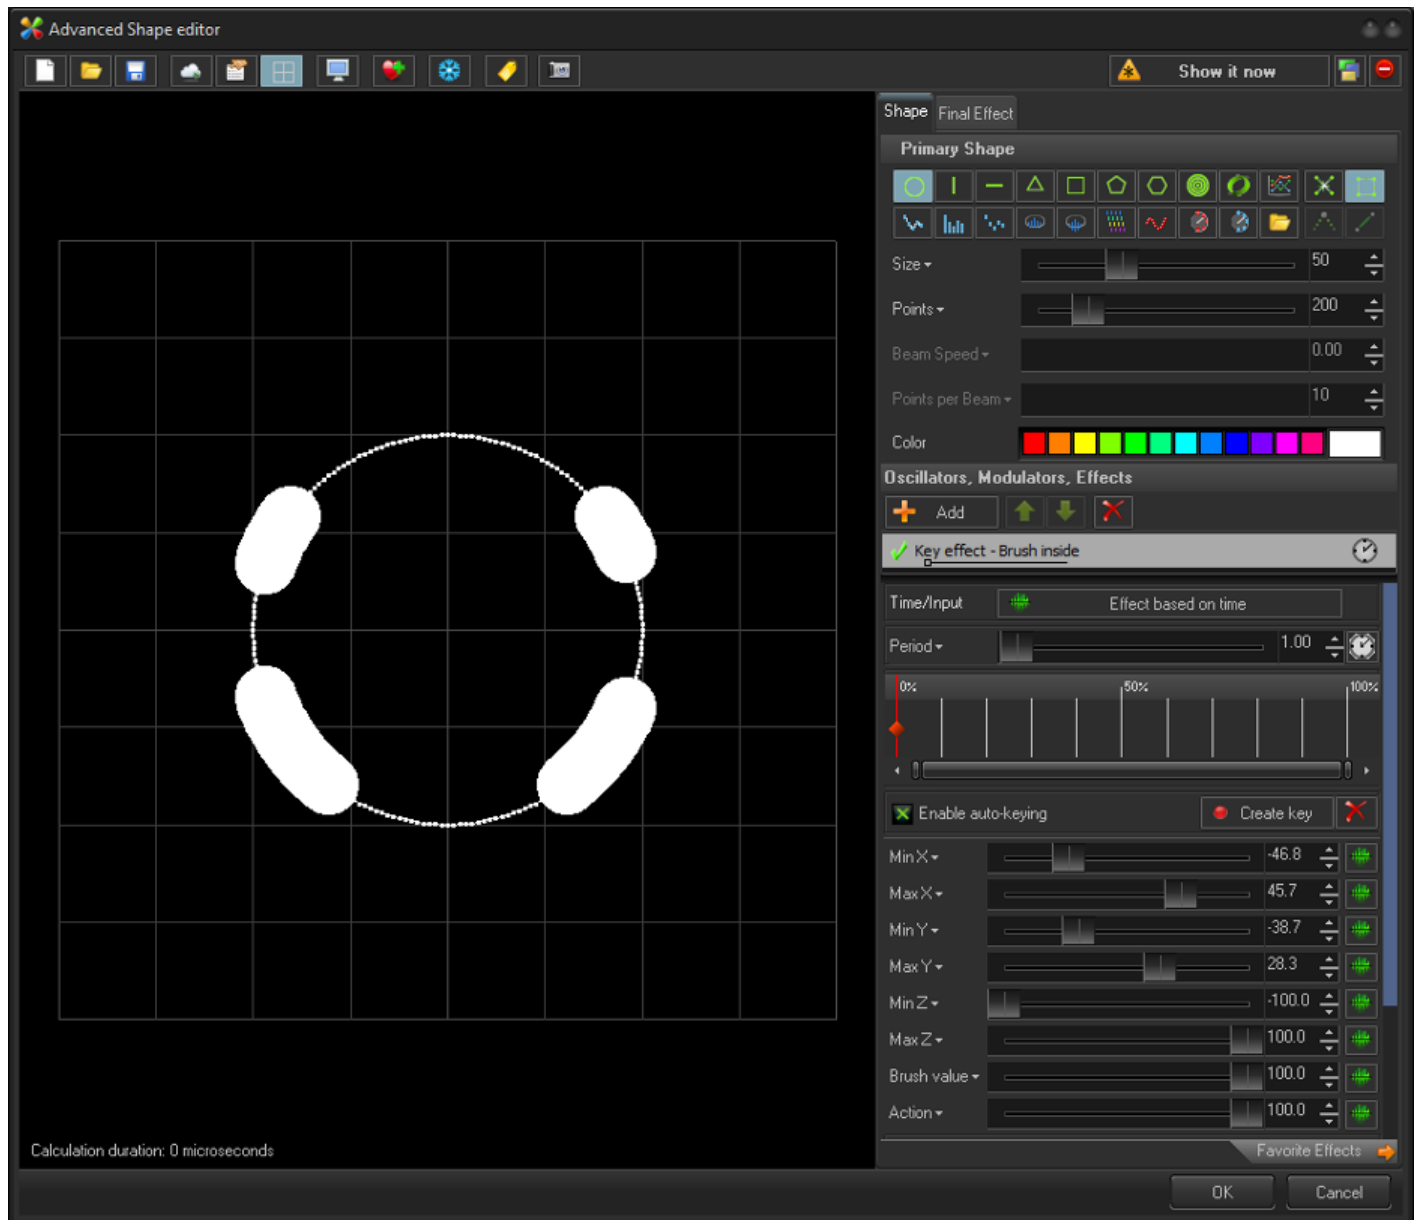 Advanced Shape editor
Show it now
Shape Final Effect
Primary Shape
Size 50
Points 200
Beam Speed 0.00
Points per Beam 10
Color
Oscillators, Modulators, Effects
Add
Key effect - Brush inside
Time/Input Effect based on time
Period 1.00
0% 50% 100%
Enable auto-keying Create key
Min X -46.8
Max X 45.7
Min Y -38.7
Max Y 28.3
Min Z -100.0
Max Z 100.0
Brush value 100.0
Action 100.0
Calculation duration: 0 microseconds
Favorite Effects
OK Cancel